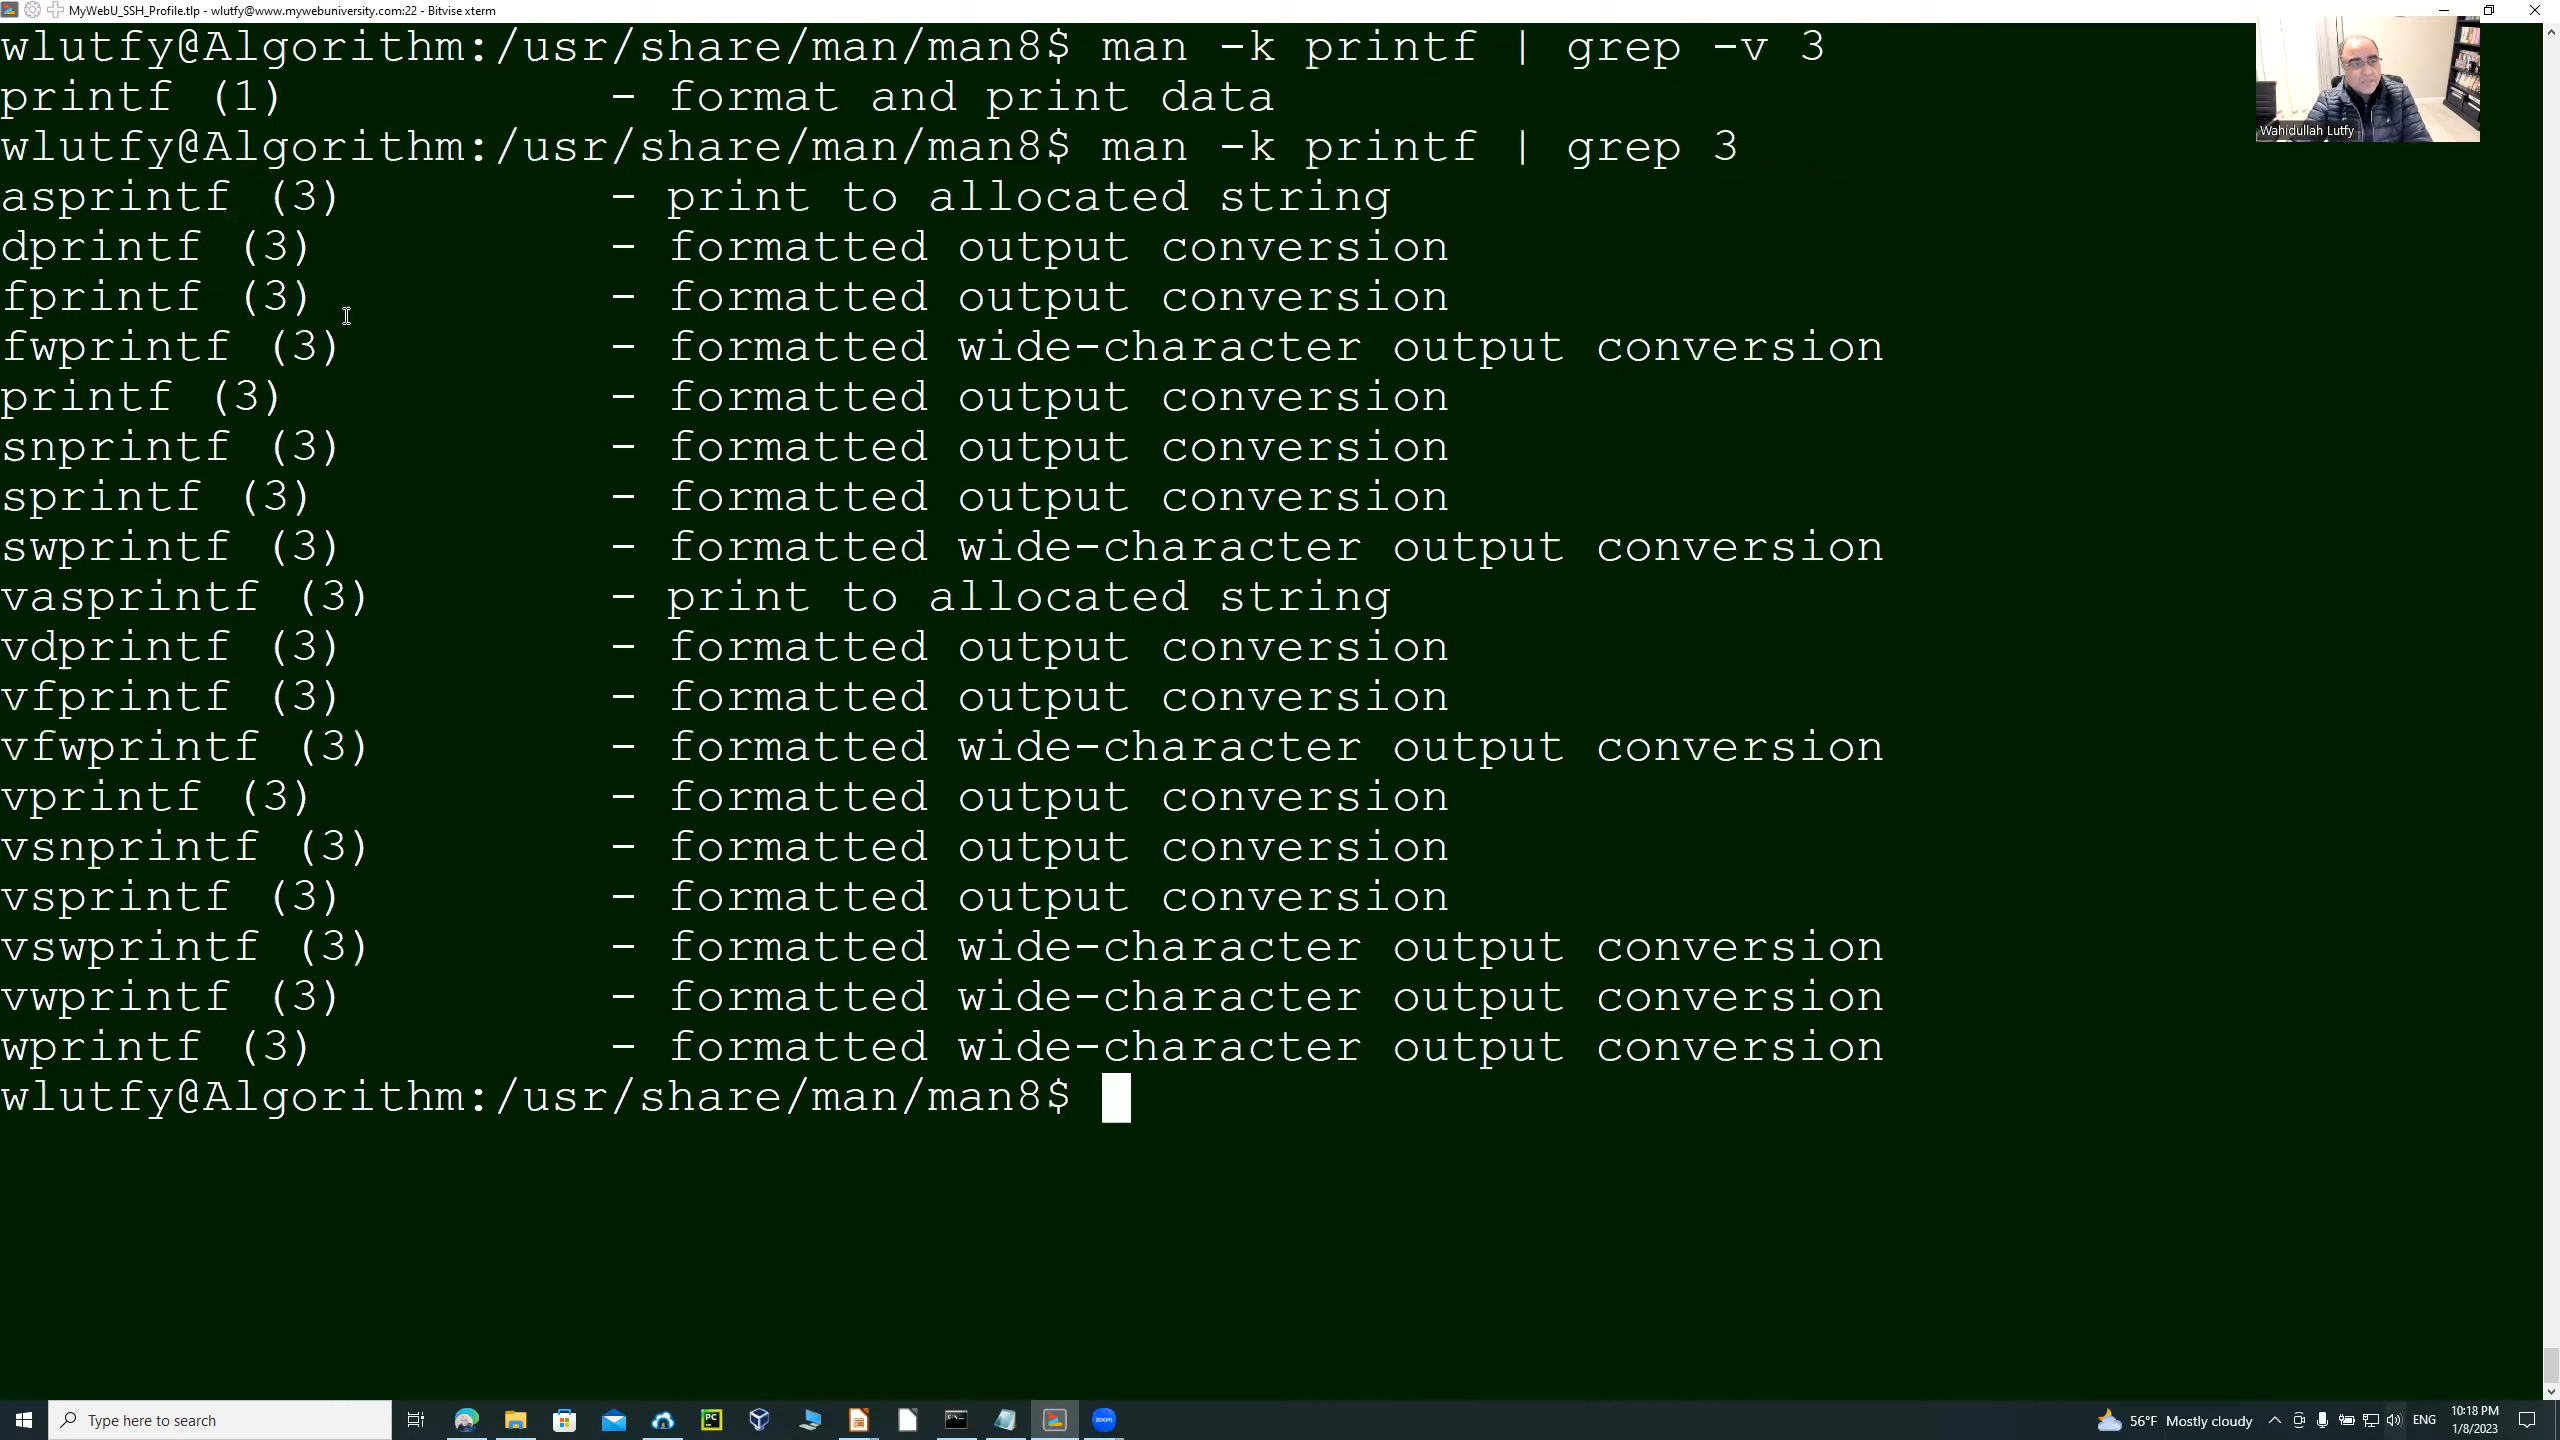 MyWebU_SSH_Profile.tlp - wlutfy@www.mywebuniversity.com:22 - Bitvise xterm
wlutfy@Algorithm:/usr/share/man/man8$ man -k printf | grep -v 3
printf (1) - format and print data
wlutfy@Algorithm:/usr/share/man/man8$ man -k printf | grep 3
asprintf (3) - print to allocated string
dprintf (3) - formatted output conversion
fprintf (3) - formatted output conversion
fwprintf (3) - formatted wide-character output conversion
printf (3) - formatted output conversion
snprintf (3) - formatted output conversion
sprintf (3) - formatted output conversion
swprintf (3) - formatted wide-character output conversion
vasprintf (3) - print to allocated string
vdprintf (3) - formatted output conversion
vfprintf (3) - formatted output conversion
vfwprintf (3) - formatted wide-character output conversion
vprintf (3) - formatted output conversion
vsnprintf (3) - formatted output conversion
vsprintf (3) - formatted output conversion
vswprintf (3) - formatted wide-character output conversion
vwprintf (3) - formatted wide-character output conversion
wprintf (3) - formatted wide-character output conversion
wlutfy@Algorithm:/usr/share/man/man8$
Wahidullah Lutfy
Type here to search
PC
zoom
56°F Mostly cloudy
ENG
10:18 PM
1/8/2023